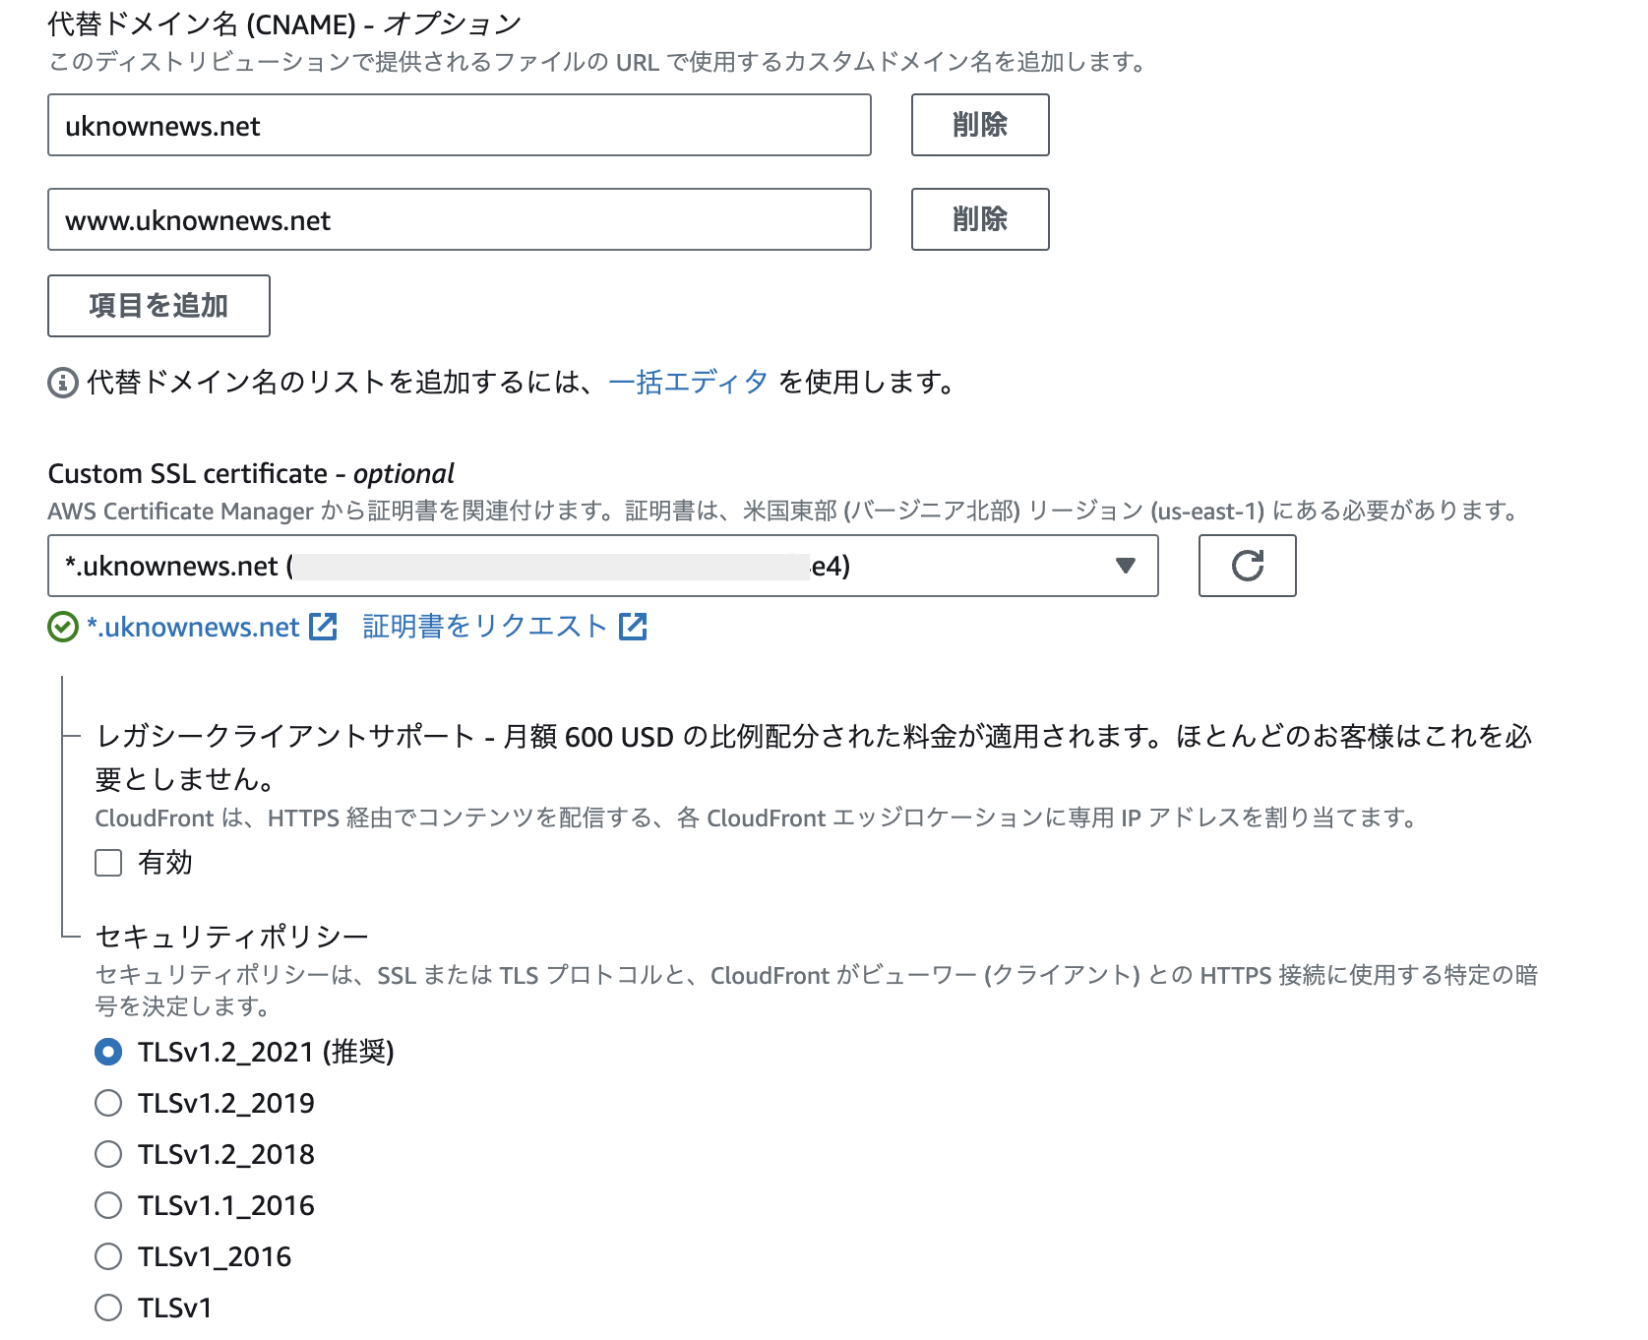 代替ドメイン名 (CNAME) - オプション
このディストリビューションで提供されるファイルの URL で使用するカスタムドメイン名を追加します。
uknownews.net
削除
www.uknownews.net
削除
項目を追加
代替ドメイン名のリストを追加するには、一括エディタ を使用します。
Custom SSL certificate - optional
AWS Certificate Manager から証明書を関連付けます。証明書は、米国東部 (バージニア北部) リージョン (us-east-1) にある必要があります。
*.uknownews.net ( e4)
*.uknownews.net 証明書をリクエスト
レガシークライアントサポート - 月額 600 USD の比例配分された料金が適用されます。ほとんどのお客様はこれを必
要としません。
CloudFront は、HTTPS 経由でコンテンツを配信する、各 CloudFront エッジロケーションに専用 IP アドレスを割り当てます。
有効
セキュリティポリシー
セキュリティポリシーは、SSL または TLS プロトコルと、CloudFront がビューワー (クライアント) との HTTPS 接続に使用する特定の暗
号を決定します。
TLSv1.2_2021 (推奨)
TLSv1.2_2019
TLSv1.2_2018
TLSv1.1_2016
TLSv1_2016
TLSv1